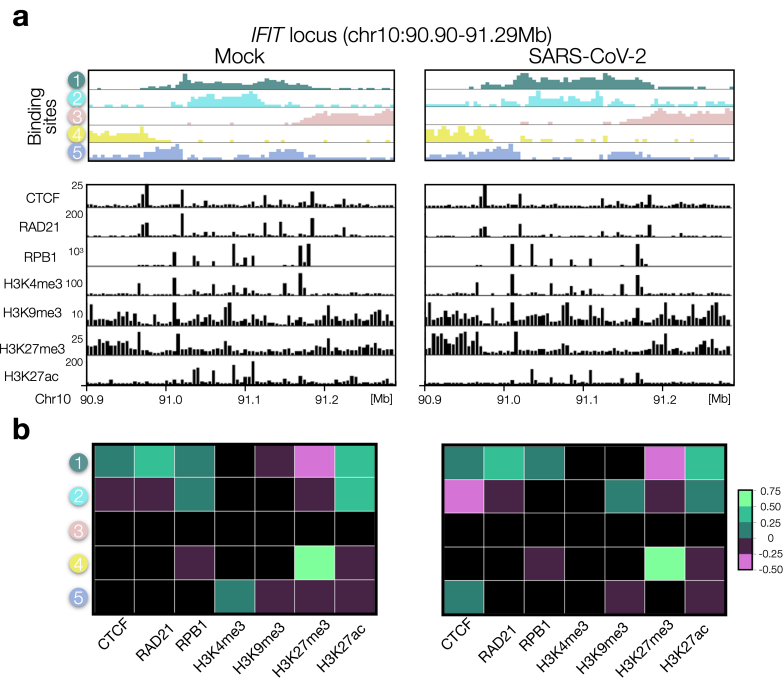 a
IFIT locus (chr10:90.90-91.29Mb)
Mock
SARS-CoV-2
Binding
sites
1
2
3
4
5
CTCF 25
RAD21 200
RPB1 10³
H3K4me3 100
H3K9me3 10
H3K27me3 25
H3K27ac 200
Chr10 90.9 91.0 91.1 91.2 [Mb]
90.9 91.0 91.1 91.2 [Mb]
b
1
2
3
4
5
0.75
0.50
0.25
0
-0.25
-0.50
CTCF RAD21 RPB1 H3K4me3 H3K9me3 H3K27me3 H3K27ac
CTCF RAD21 RPB1 H3K4me3 H3K9me3 H3K27me3 H3K27ac